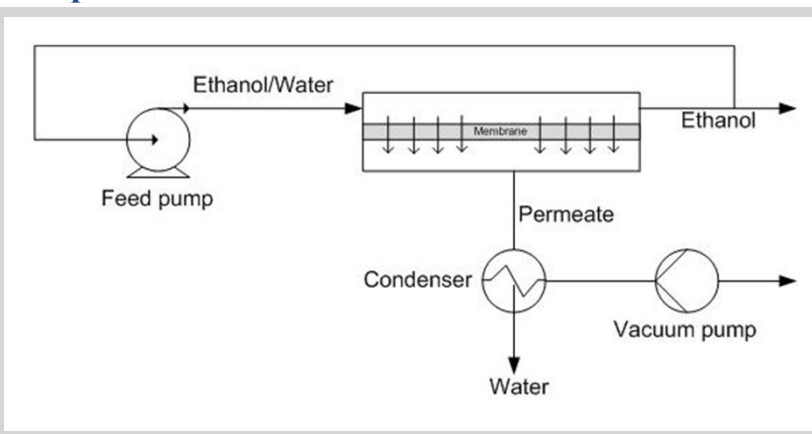 Ethanol/Water
Membrane
Ethanol
Feed pump
Permeate
Condenser
Vacuum pump
Water